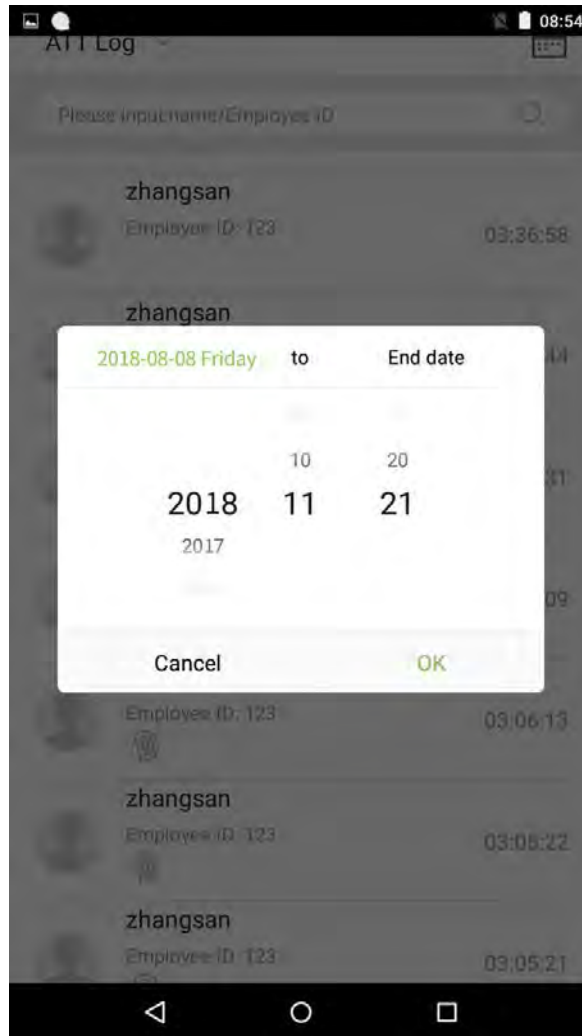 08:54
ATT Log
Please input name/Employee ID
zhangsan
Employee ID: 123
03:36:58
zhangsan
2018-08-08 Friday to End date
10 20
2018 11 21
2017
Cancel OK
Employee ID: 123
03:06:13
zhangsan
Employee ID: 123
03:05:22
zhangsan
Employee ID: 123
03:05:21